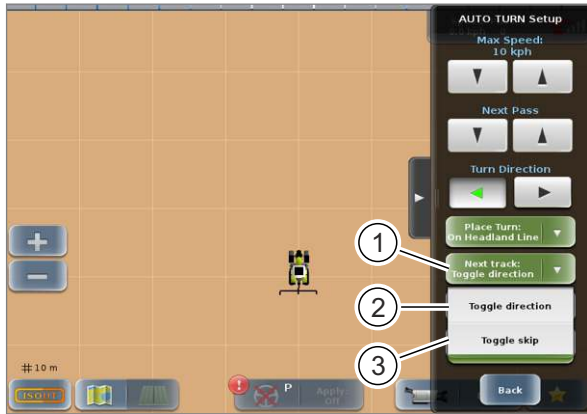 AUTO TURN Setup
Max Speed:
10 kph
Next Pass
Turn Direction
Place Turn:
On Headland Line
1
Next track:
Toggle direction
2
Toggle direction
3
Toggle skip
# 10 m
ISOBUS
!
P
Apply:
Off
Back